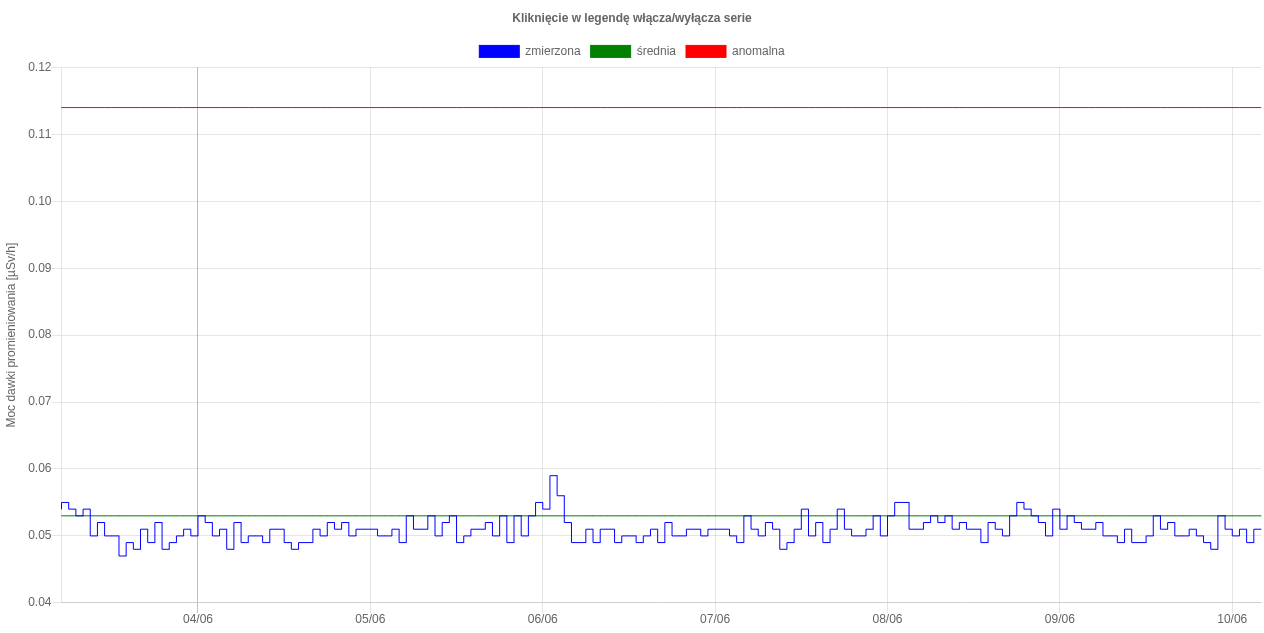 Kliknięcie w legendę włącza/wyłącza serie
zmierzona średnia anomalna
Moc dawki promieniowania [µSv/h]
0.12
0.11
0.10
0.09
0.08
0.07
0.06
0.05
0.04
04/06 05/06 06/06 07/06 08/06 09/06 10/06